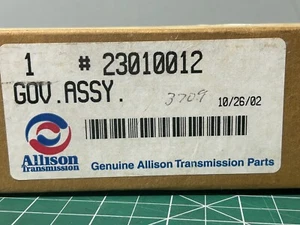 1 # 23010012
GOV.ASSY.
3709
10/26/02
Allison
Transmission
Genuine Allison Transmission Parts